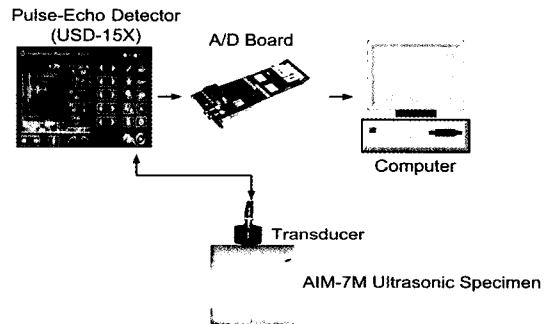 Pulse-Echo Detector
(USD-15X)
A/D Board
Computer
Transducer
AIM-7M Ultrasonic Specimen